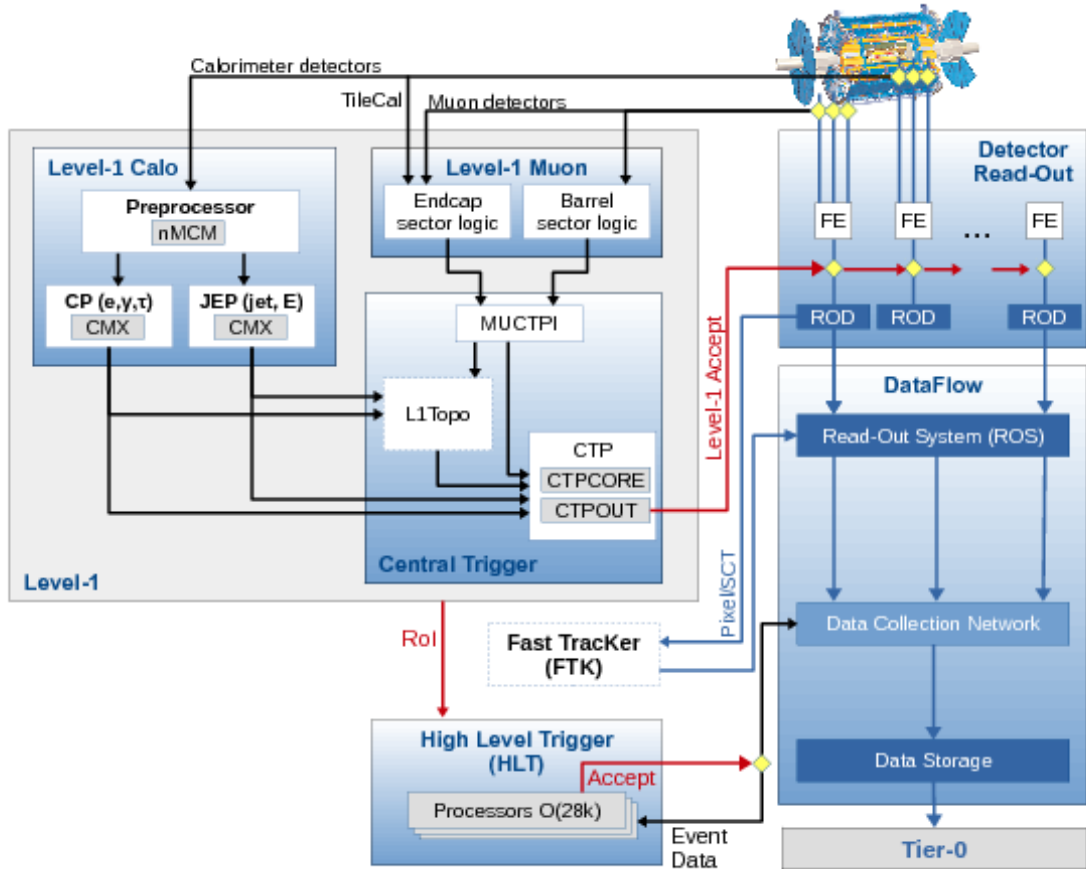 Calorimeter detectors
TileCal
Muon detectors
Level-1 Calo
Preprocessor
nMCM
CP (e,γ,τ)
CMX
JEP (jet, E)
CMX
Level-1 Muon
Endcap
sector logic
Barrel
sector logic
MUCTPI
L1Topo
CTP
CTPCORE
CTPOUT
Central Trigger
Level-1
Level-1 Accept
Detector
Read-Out
FE
FE
...
FE
ROD
ROD
ROD
DataFlow
Read-Out System (ROS)
Data Collection Network
Data Storage
Tier-0
Pixel/SCT
RoI
Fast TracKer
(FTK)
High Level Trigger
(HLT)
Accept
Processors O(28k)
Event
Data